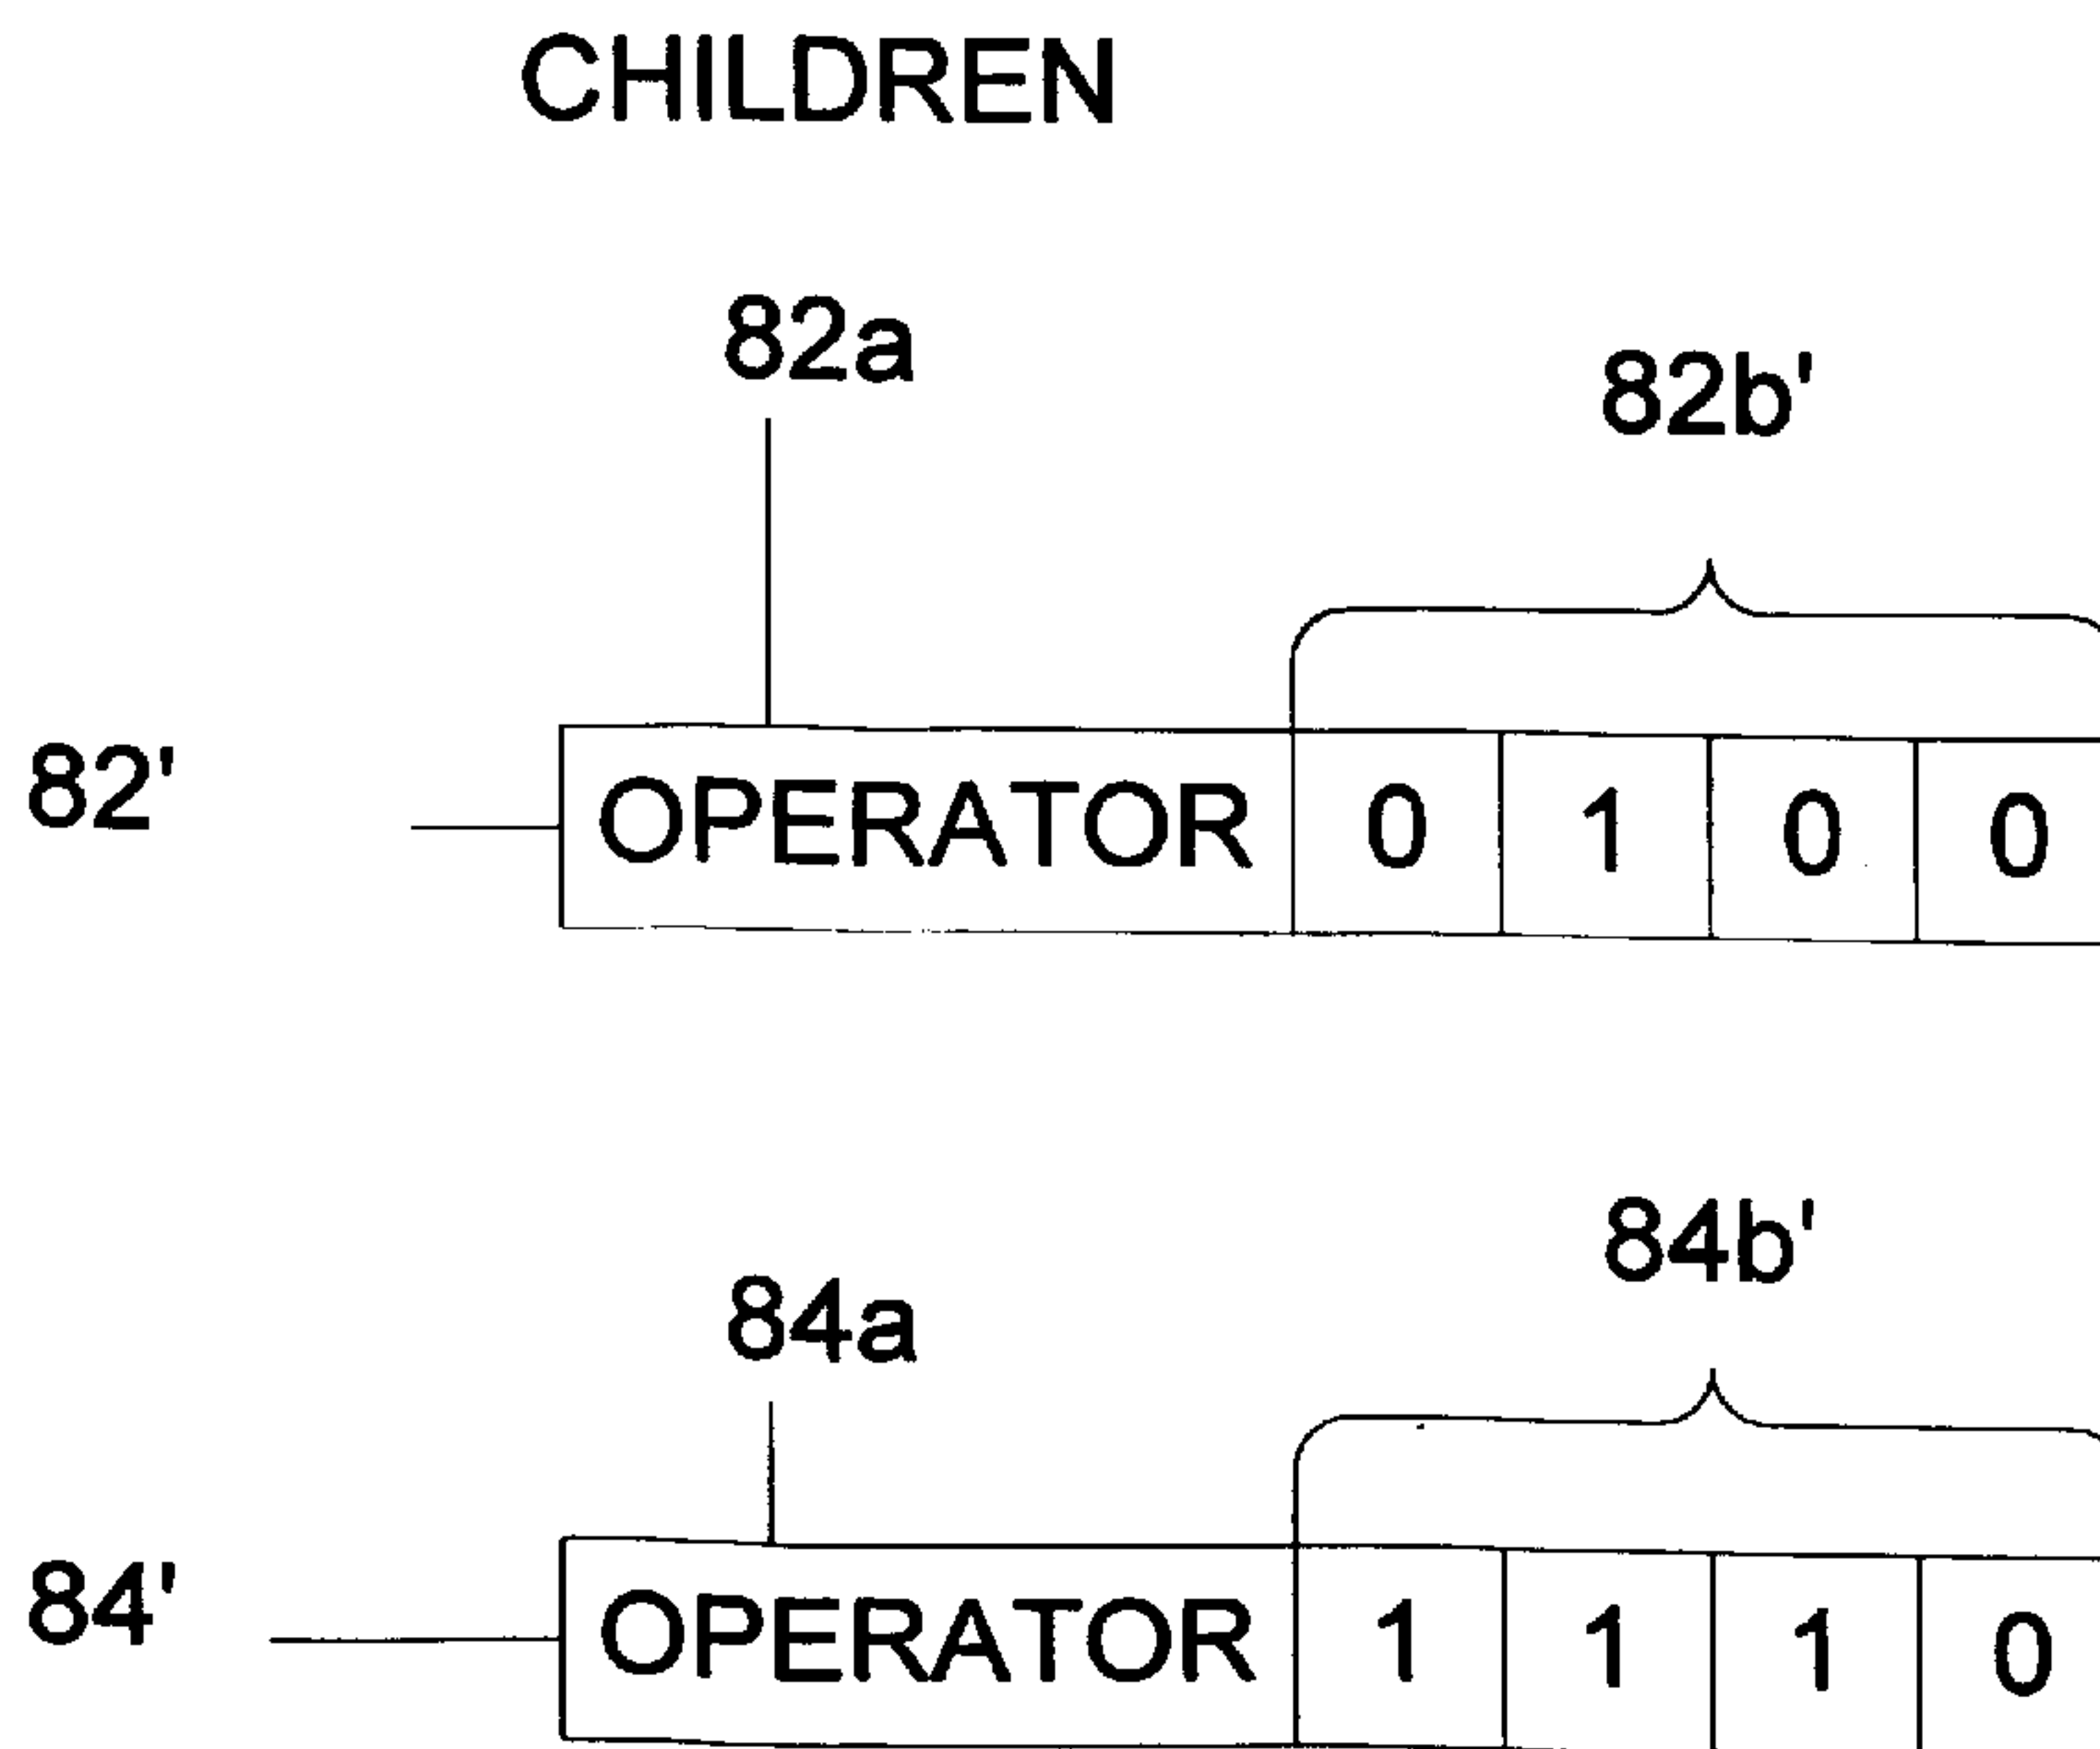 CHILDREN
82a
82b'
82'
OPERATOR 0 1 0 0
84b'
84a
84'
OPERATOR 1 1 1 0